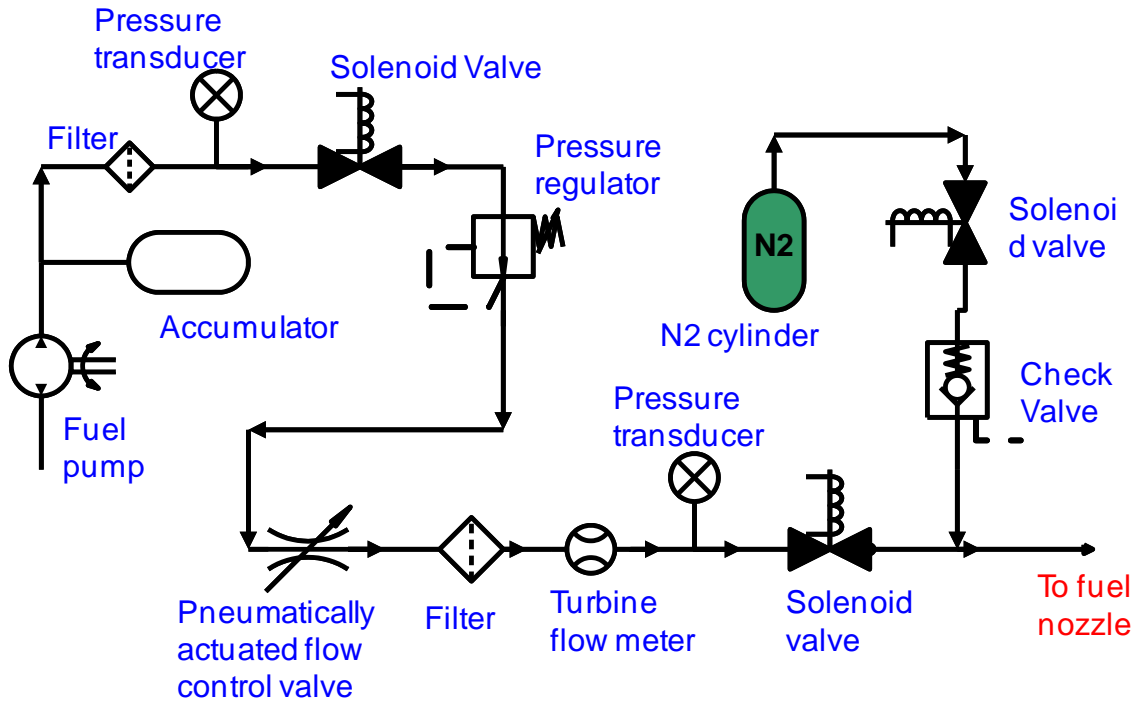 Pressure
transducer
Solenoid Valve
Filter
Pressure
regulator
Solenoi
d valve
N2
Accumulator
N2 cylinder
Check
Valve
Pressure
transducer
Fuel
pump
To fuel
nozzle
Pneumatically
actuated flow
control valve
Filter
Turbine
flow meter
Solenoid
valve